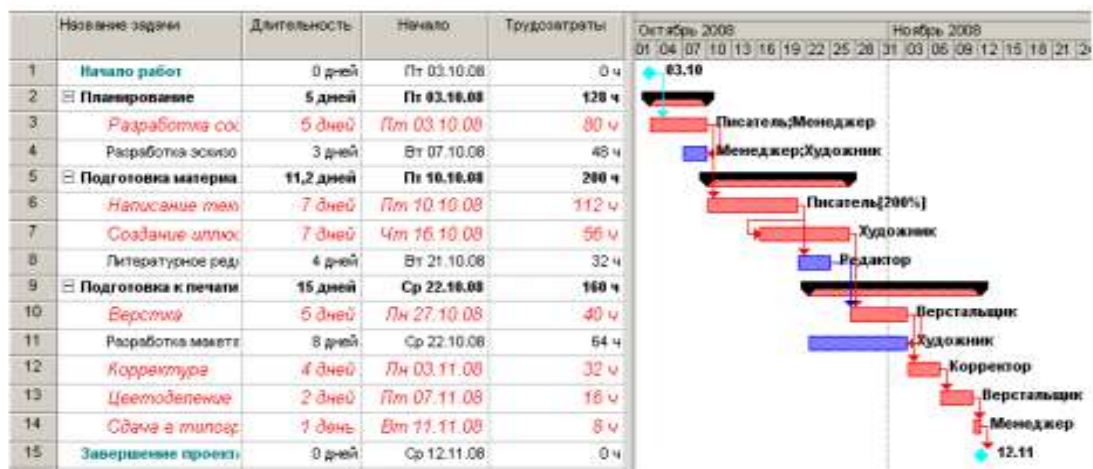 Название задачи Длительность Начало Трудозатраты Октябрь 2008 Ноябрь 2008
01 04 07 10 13 16 19 22 25 28 31 03 06 09 12 15 18 21
1 Начало работ 0 дней Пт 03.10.08 0 ч 03.10
2 Планирование 5 дней Пт 03.10.08 128 ч
3 Разработка сос 5 дней Пт 03.10.08 80 ч Писатель;Менеджер
4 Разработка эскизо 3 дней Вт 07.10.08 48 ч Менеджер;Художник
5 Подготовка материа 11,2 дней Пт 10.10.08 200 ч
6 Написание тек 7 дней Пт 10.10.08 112 ч Писатель[200%]
7 Создание иллюс 7 дней Чт 16.10.08 56 ч Художник
8 Литературное реда 4 дней Вт 21.10.08 32 ч Редактор
9 Подготовка к печати 15 дней Ср 22.10.08 160 ч
10 Верстка 5 дней Пн 27.10.08 40 ч Верстальщик
11 Разработка макета 8 дней Ср 22.10.08 64 ч Художник
12 Корректура 4 дней Пн 03.11.08 32 ч Корректор
13 Цветоделение 2 дней Пт 07.11.08 16 ч Верстальщик
14 Сдача в типогр 1 день Вт 11.11.08 8 ч Менеджер
15 Завершение проекта 0 дней Ср 12.11.08 0 ч 12.11